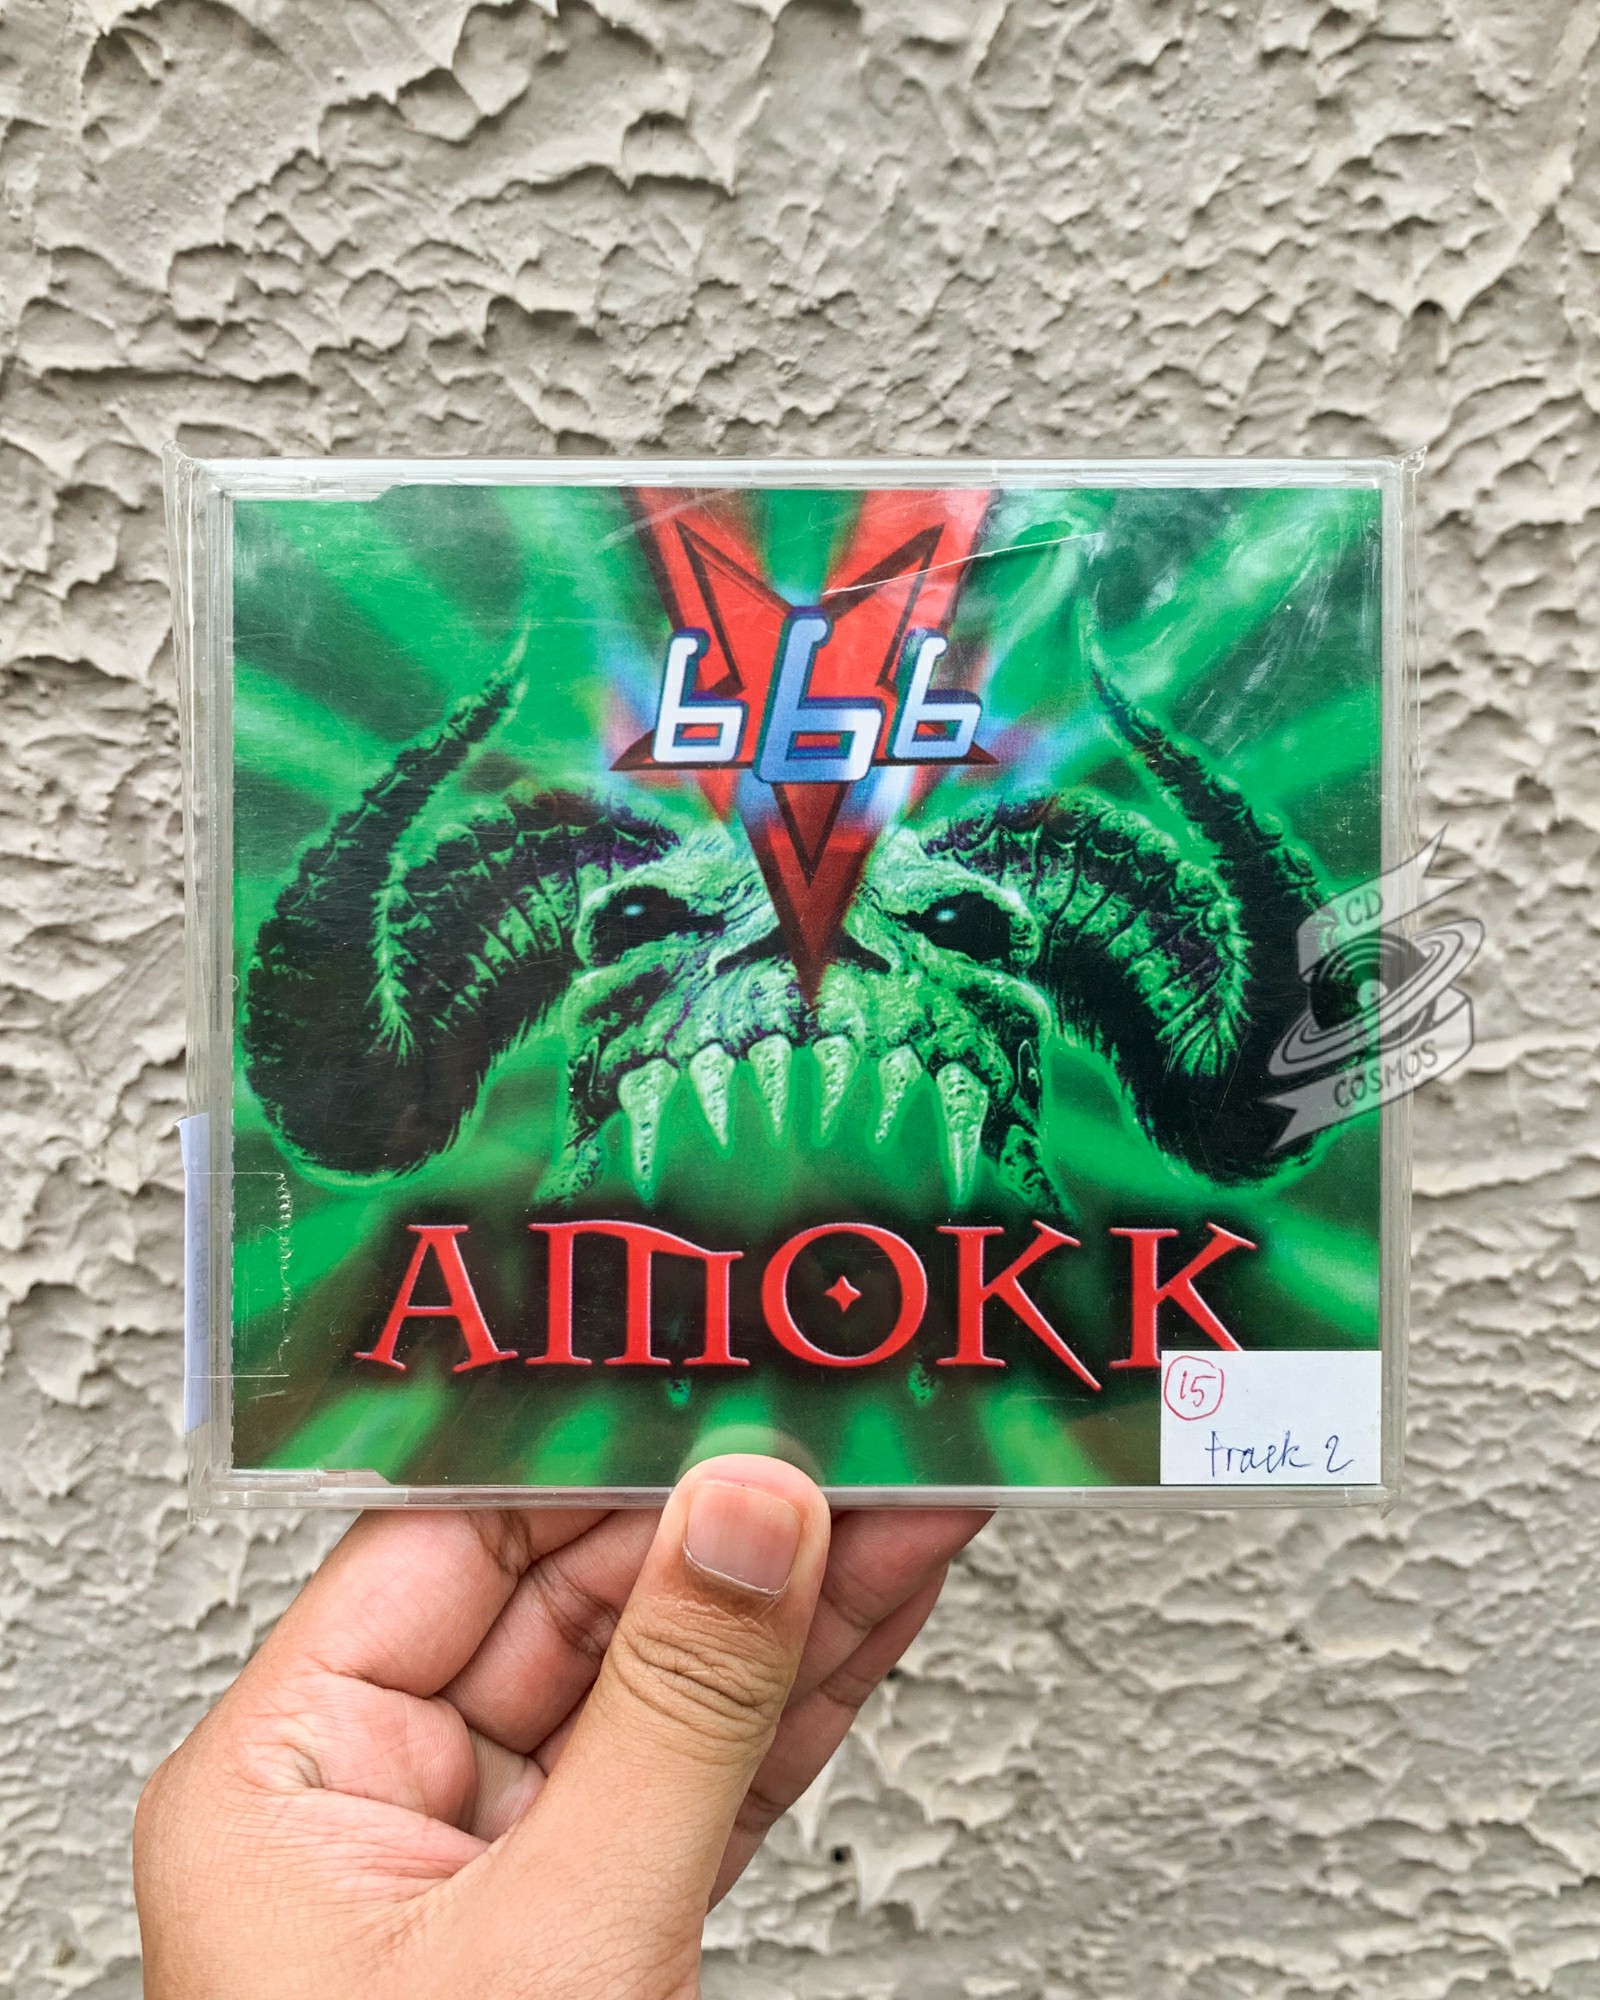 666
AMOKK
CD
COSMOS
15
track 2